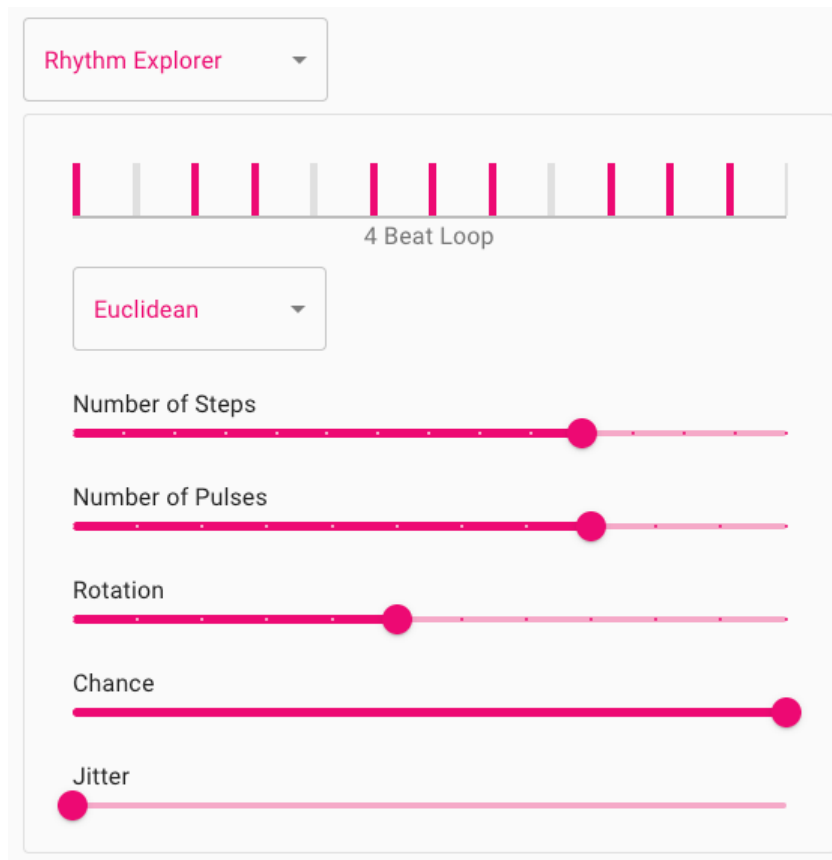 Rhythm Explorer
4 Beat Loop
Euclidean
Number of Steps
Number of Pulses
Rotation
Chance
Jitter